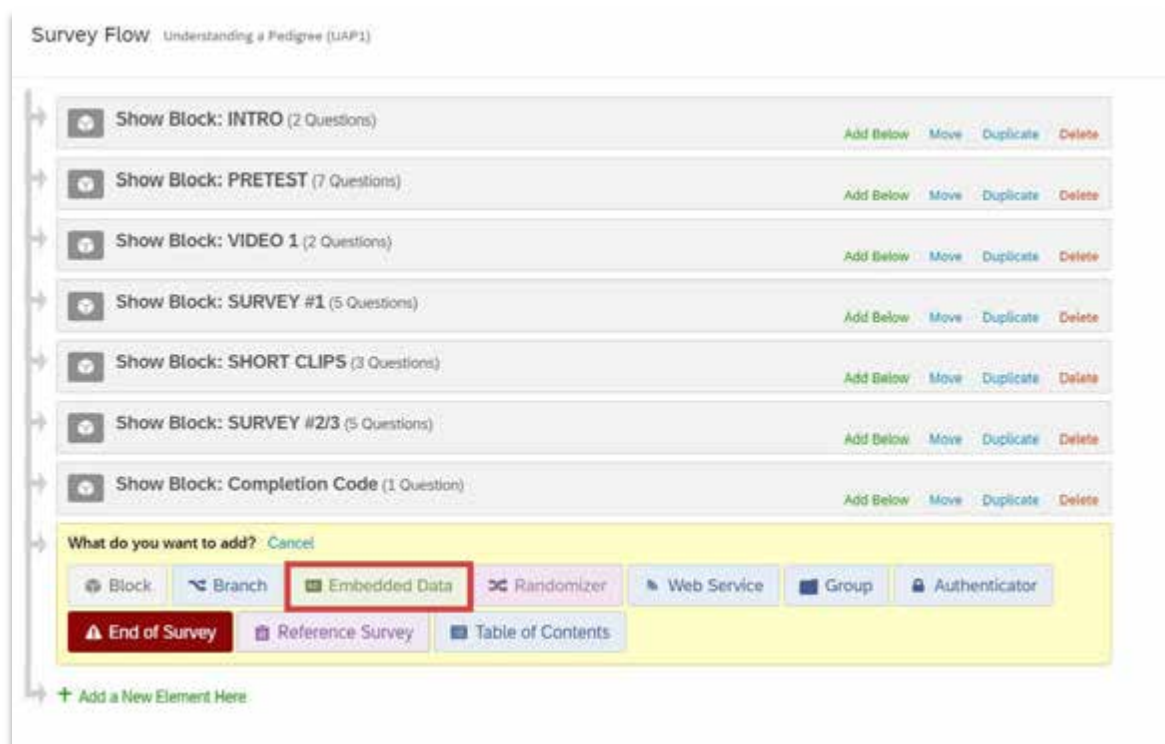 Survey Flow Understanding a Pedigree (UAP1)
Show Block: INTRO (2 Questions)
Add Below Move Duplicate Delete
Show Block: PRETEST (7 Questions)
Add Below Move Duplicate Delete
Show Block: VIDEO 1 (2 Questions)
Add Below Move Duplicate Delete
Show Block: SURVEY #1 (5 Questions)
Add Below Move Duplicate Delete
Show Block: SHORT CLIPS (3 Questions)
Add Below Move Duplicate Delete
Show Block: SURVEY #2/3 (5 Questions)
Add Below Move Duplicate Delete
Show Block: Completion Code (1 Question)
Add Below Move Duplicate Delete
What do you want to add? Cancel
Block Branch Embedded Data Randomizer Web Service Group Authenticator
End of Survey Reference Survey Table of Contents
+ Add a New Element Here